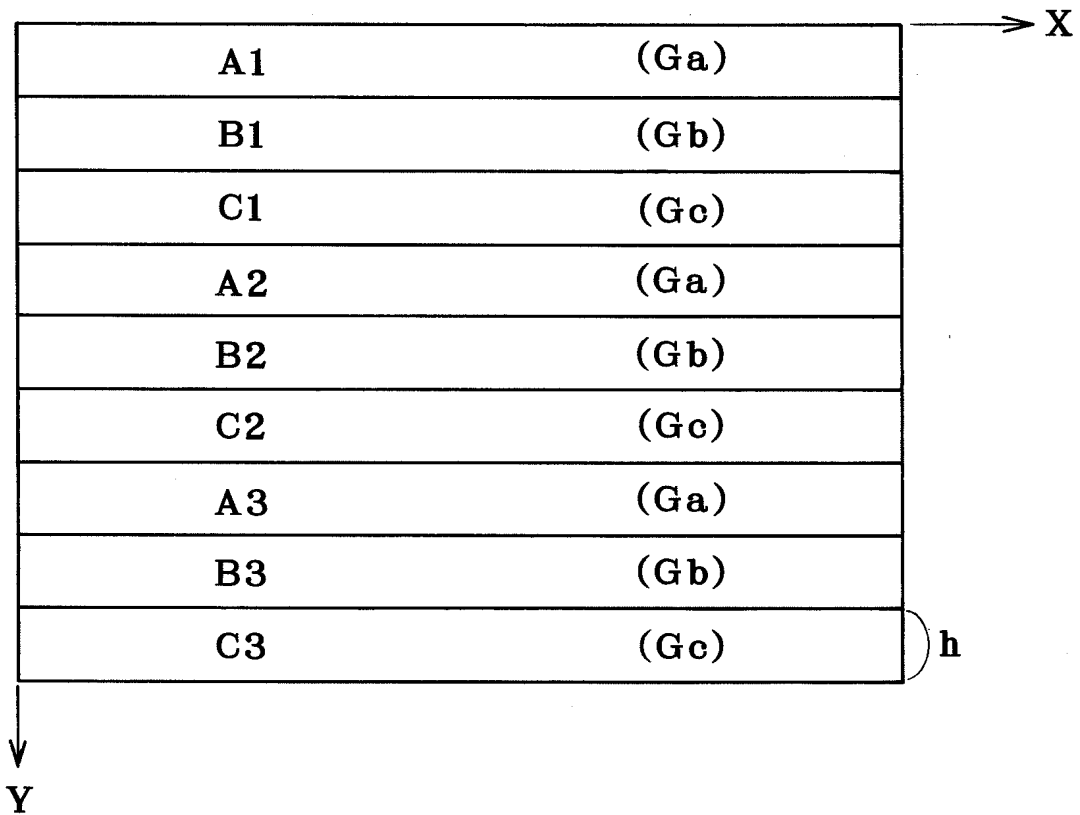 X
A1 (Ga)
B1 (Gb)
C1 (Gc)
A2 (Ga)
B2 (Gb)
C2 (Gc)
A3 (Ga)
B3 (Gb)
C3 (Gc) h
Y